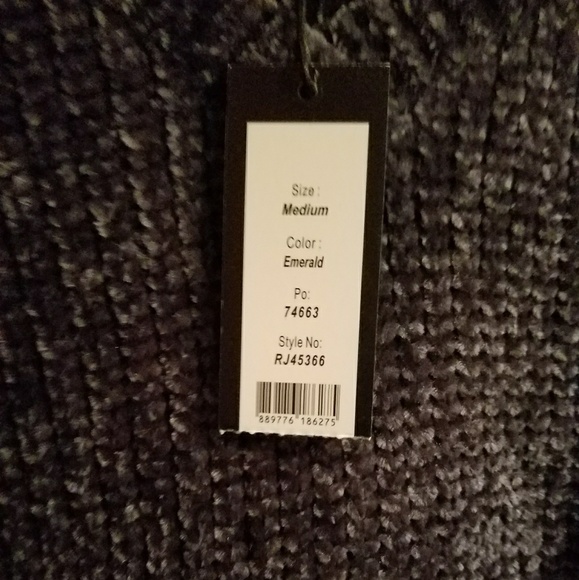 Size :
Medium
Color :
Emerald
Po:
74663
Style No:
RJ45366
889776 186275